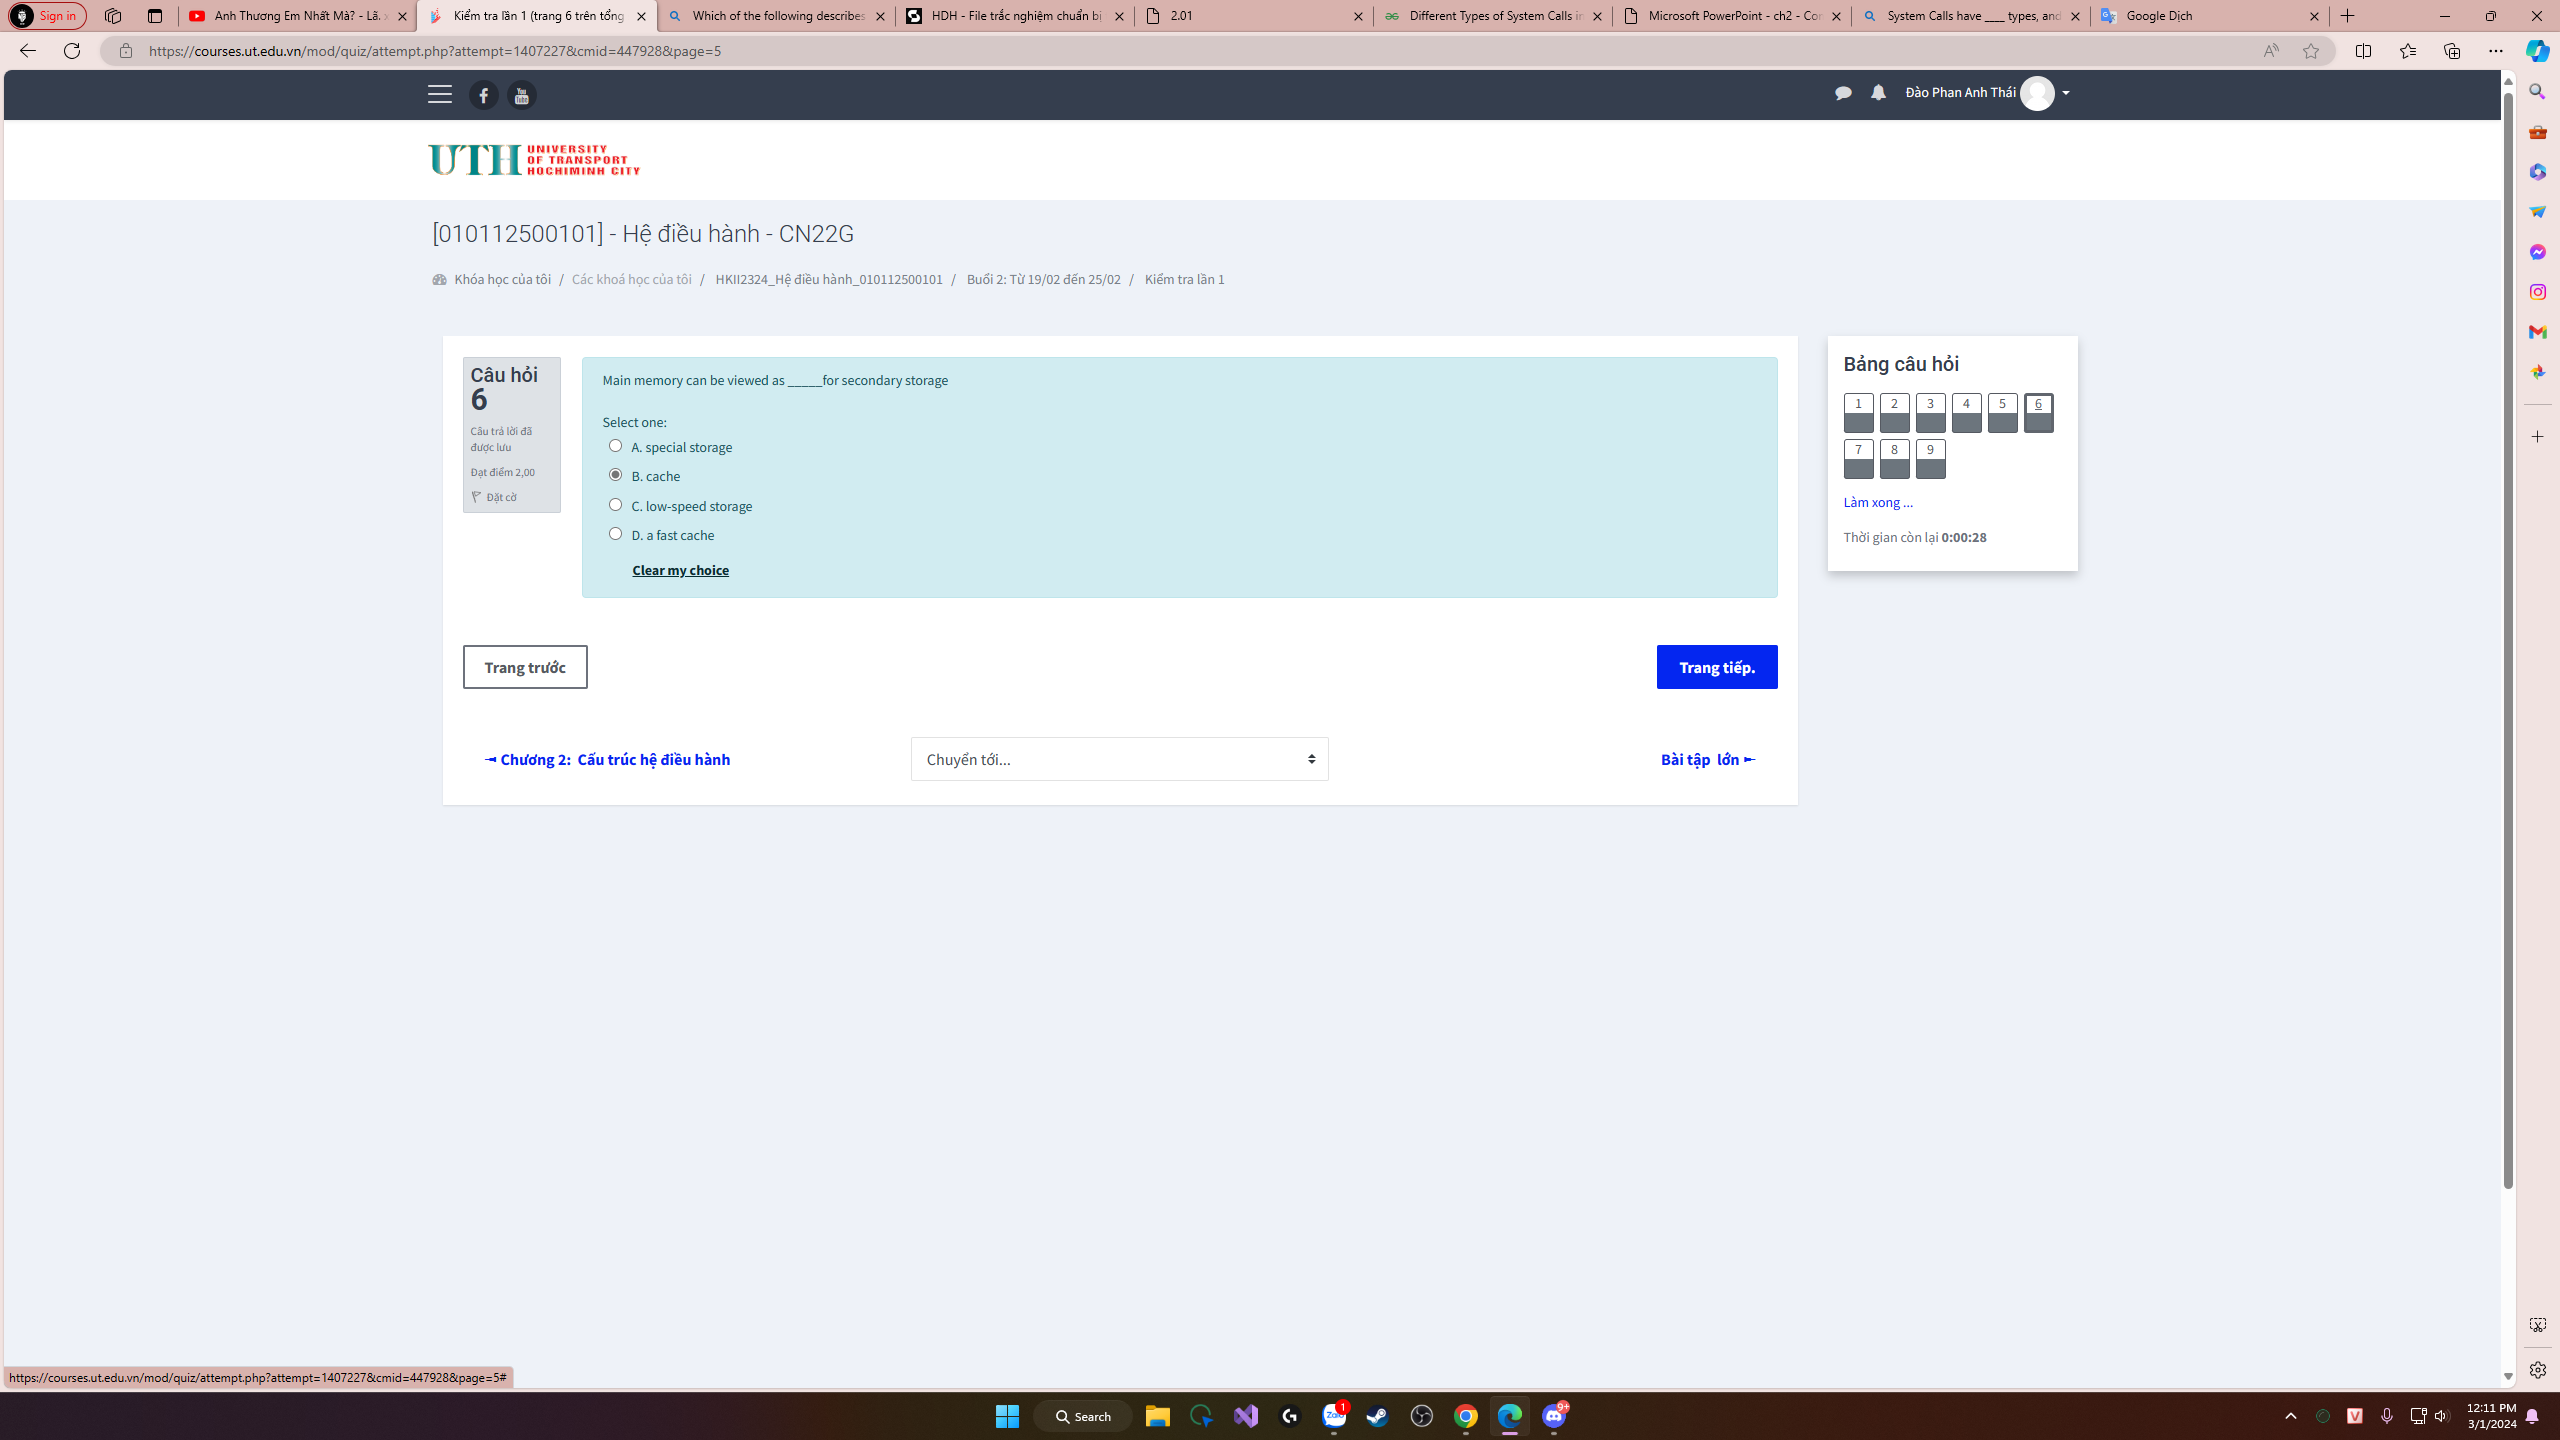 Sign in
Anh Thương Em Nhất Mà? - Lã. x
Kiểm tra lần 1 (trang 6 trên tổng
Which of the following describes
HDH - File trắc nghiệm chuẩn bị
2.01
Different Types of System Calls in
Microsoft PowerPoint - ch2 - Cor
System Calls have ____ types, and
Google Dịch
https://courses.ut.edu.vn/mod/quiz/attempt.php?attempt=1407227&cmid=447928&page=5
You
Tube
Đào Phan Anh Thái
UTH UNIVERSITY
OF TRANSPORT
HOCHIMINH CITY
[010112500101] - Hệ điều hành - CN22G
Khóa học của tôi / Các khoá học của tôi / HKII2324_Hệ điều hành_010112500101 / Buổi 2: Từ 19/02 đến 25/02 / Kiểm tra lần 1
Câu hỏi
6
Câu trả lời đã
được lưu
Đạt điểm 2,00
Đặt cờ
Main memory can be viewed as _____for secondary storage
Select one:
A. special storage
B. cache
C. low-speed storage
D. a fast cache
Clear my choice
Trang trước
Trang tiếp.
⊸ Chương 2: Cấu trúc hệ điều hành
Chuyển tới...
Bài tập lớn
Bảng câu hỏi
1 2 3 4 5 6
7 8 9
Làm xong ...
Thời gian còn lại 0:00:28
https://courses.ut.edu.vn/mod/quiz/attempt.php?attempt=1407227&cmid=447928&page=5#
Search
Zalo
1
9+
V
12:11 PM
3/1/2024